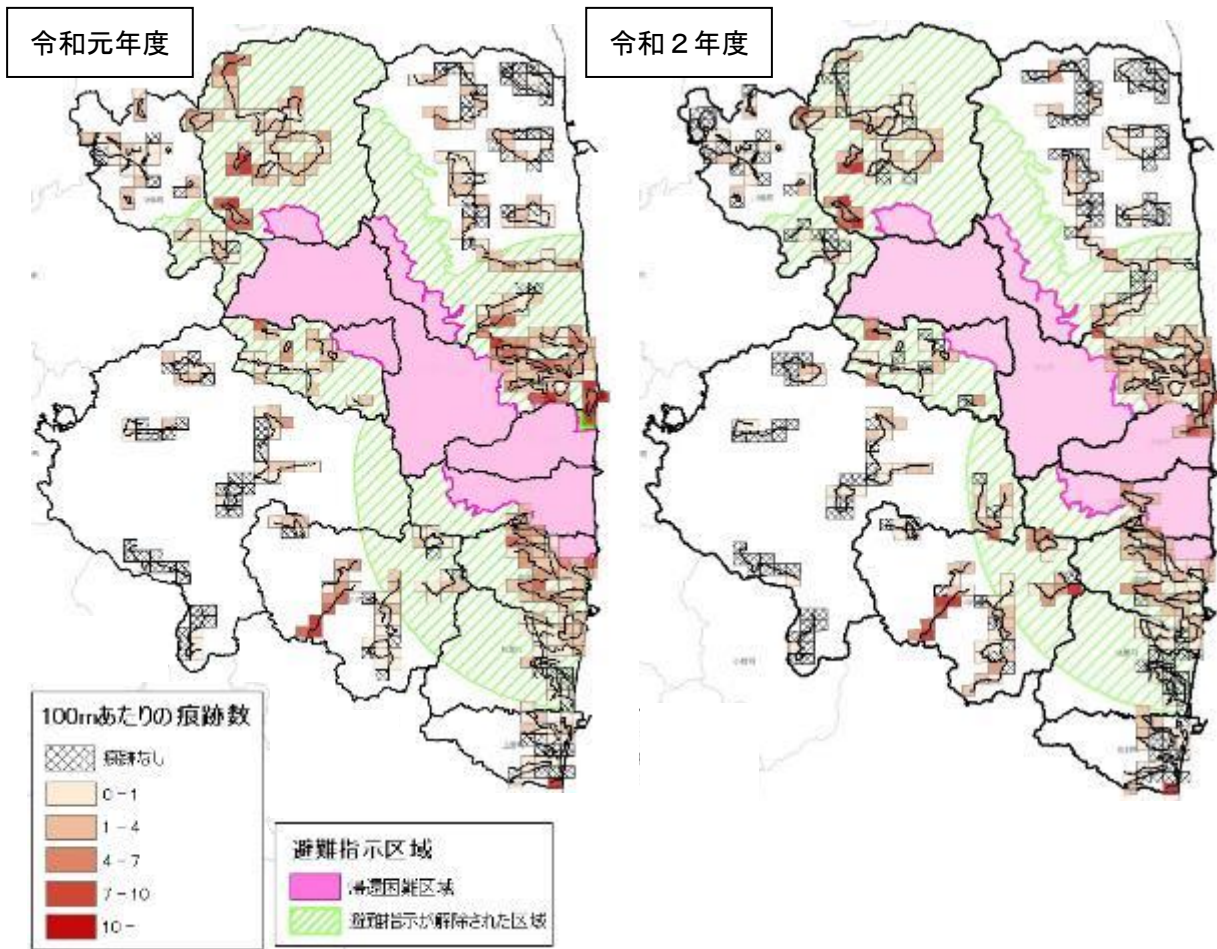 令和元年度
令和２年度
100mあたりの痕跡数
痕跡なし
0-1
1-4
4-7
7-10
10-
避難指示区域
帰還困難区域
避難指示が解除された区域